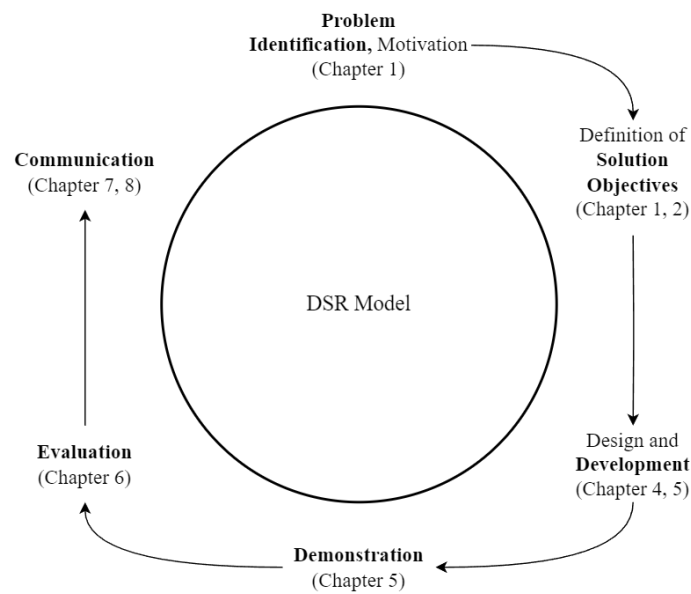 Problem
Identification, Motivation
(Chapter 1)
Definition of
Solution
Objectives
(Chapter 1, 2)
Communication
(Chapter 7, 8)
DSR Model
Evaluation
(Chapter 6)
Design and
Development
(Chapter 4, 5)
Demonstration
(Chapter 5)